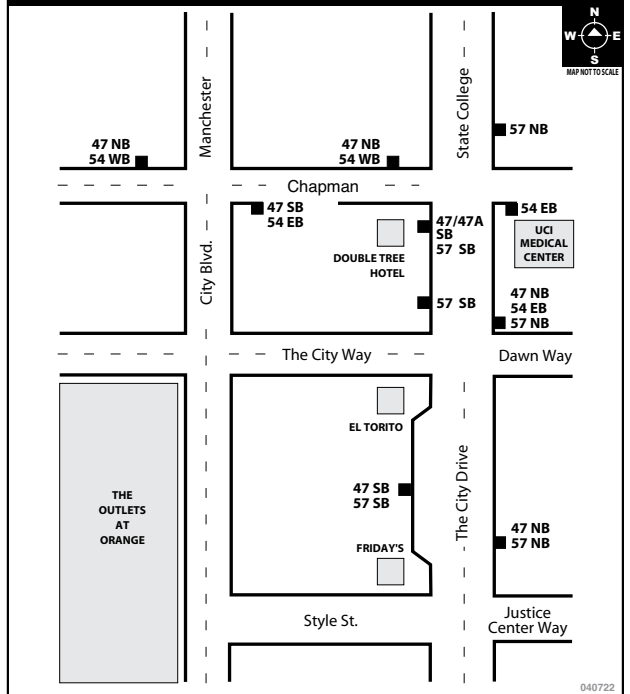 N
W E
S
MAP NOT TO SCALE
Manchester
State College
57 NB
47 NB
54 WB
47 NB
54 WB
Chapman
47 SB
54 EB
47/47A
SB
57 SB
54 EB
UCI
MEDICAL
CENTER
City Blvd.
DOUBLE TREE
HOTEL
57 SB
47 NB
54 EB
57 NB
The City Way
Dawn Way
EL TORITO
THE
OUTLETS
AT
ORANGE
47 SB
57 SB
The City Drive
47 NB
57 NB
FRIDAY'S
Style St.
Justice
Center Way
040722